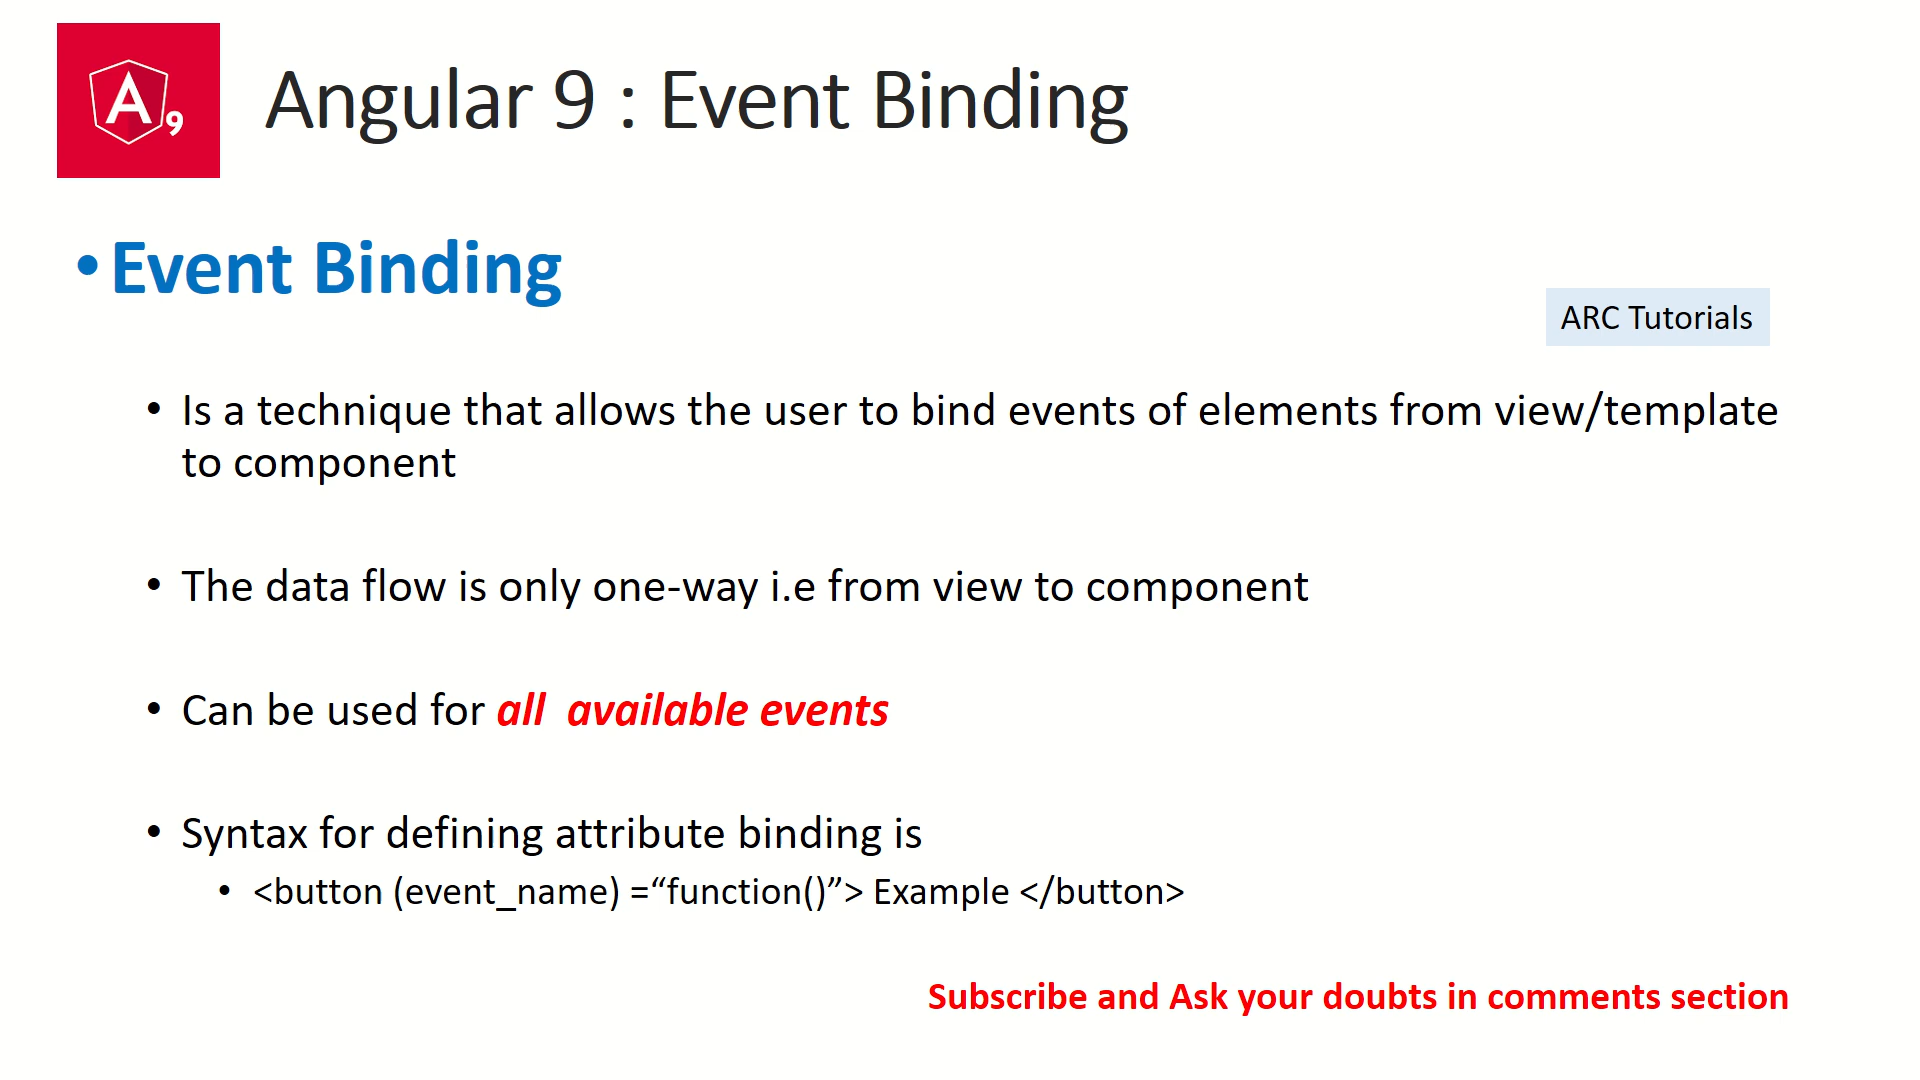 A9
Angular 9 : Event Binding
•Event Binding
ARC Tutorials
• Is a technique that allows the user to bind events of elements from view/template
to component
• The data flow is only one-way i.e from view to component
• Can be used for all  available events
• Syntax for defining attribute binding is
• <button (event_name) =“function()”> Example </button>
Subscribe and Ask your doubts in comments section